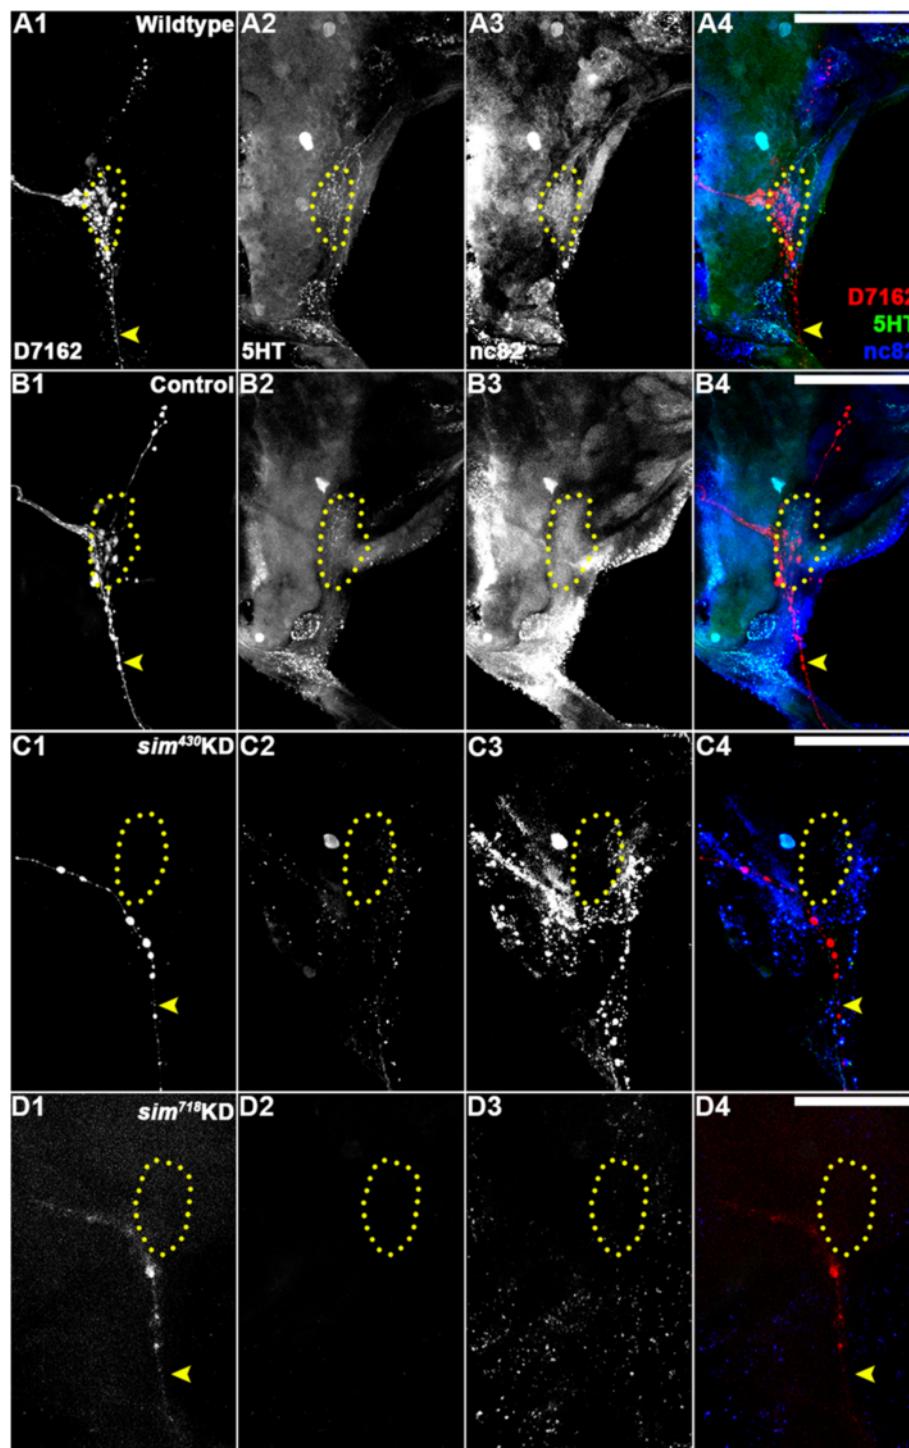 A1 Wildtype A2 A3 A4
D7162 5HT nc82 D7162
5HT
nc82
B1 Control B2 B3 B4
C1 sim⁴³⁰KD C2 C3 C4
D1 sim⁷¹⁸KD D2 D3 D4